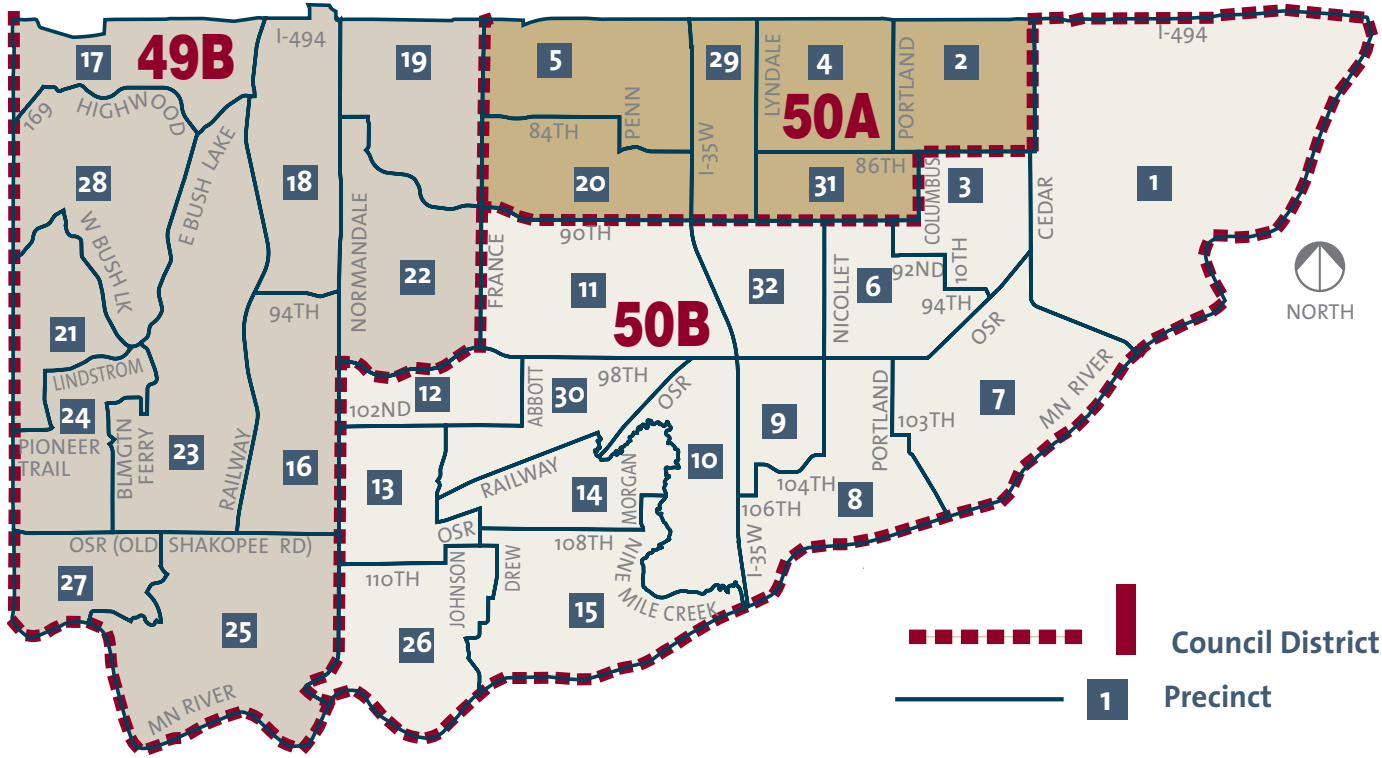 I-494
I-494
17
49B
19
5
29
LYNDALE
4
PORTLAND
2
169
HIGHWOOD
50A
PENN
84TH
I-35W
86TH
28
E BUSH LAKE
18
20
31
COLUMBUS
3
CEDAR
1
W BUSH LK
NORMANDALE
FRANCE
90TH
22
11
32
NICOLLET
6
92ND
10TH
94TH
NORTH
21
94TH
50B
OSR
LINDSTROM
12
102ND
ABBOTT
30
98TH
OSR
PORTLAND
7
MN RIVER
24
PIONEER
TRAIL
BLMGTN
FERRY
23
RAILWAY
16
13
RAILWAY
14
MORGAN
10
9
103TH
104TH
8
106TH
OSR (OLD SHAKOPEE RD)
OSR
108TH
I-35W
27
110TH
JOHNSON
DREW
NINE
MILE CREEK
25
26
15
MN RIVER
Council District
1
Precinct